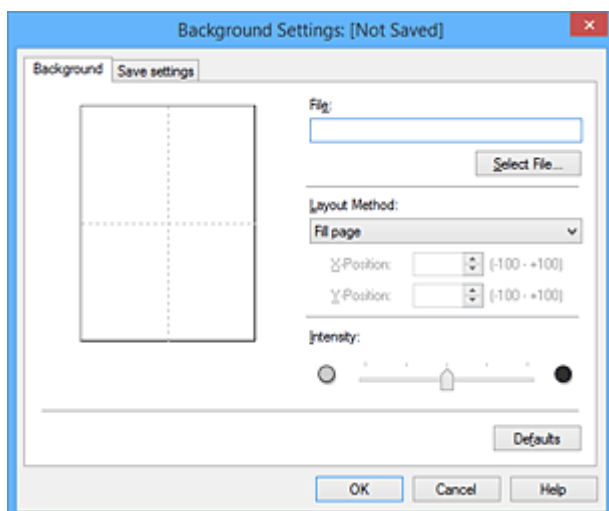 Background Settings: [Not Saved]
Background Save settings
File:
Select File...
Layout Method:
Fill page
X-Position: (-100 - +100)
Y-Position: (-100 - +100)
Intensity:
Defaults
OK Cancel Help